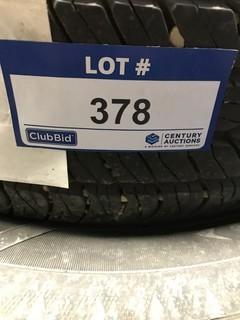 LOT #
378
ClubBid
CENTURY
AUCTIONS